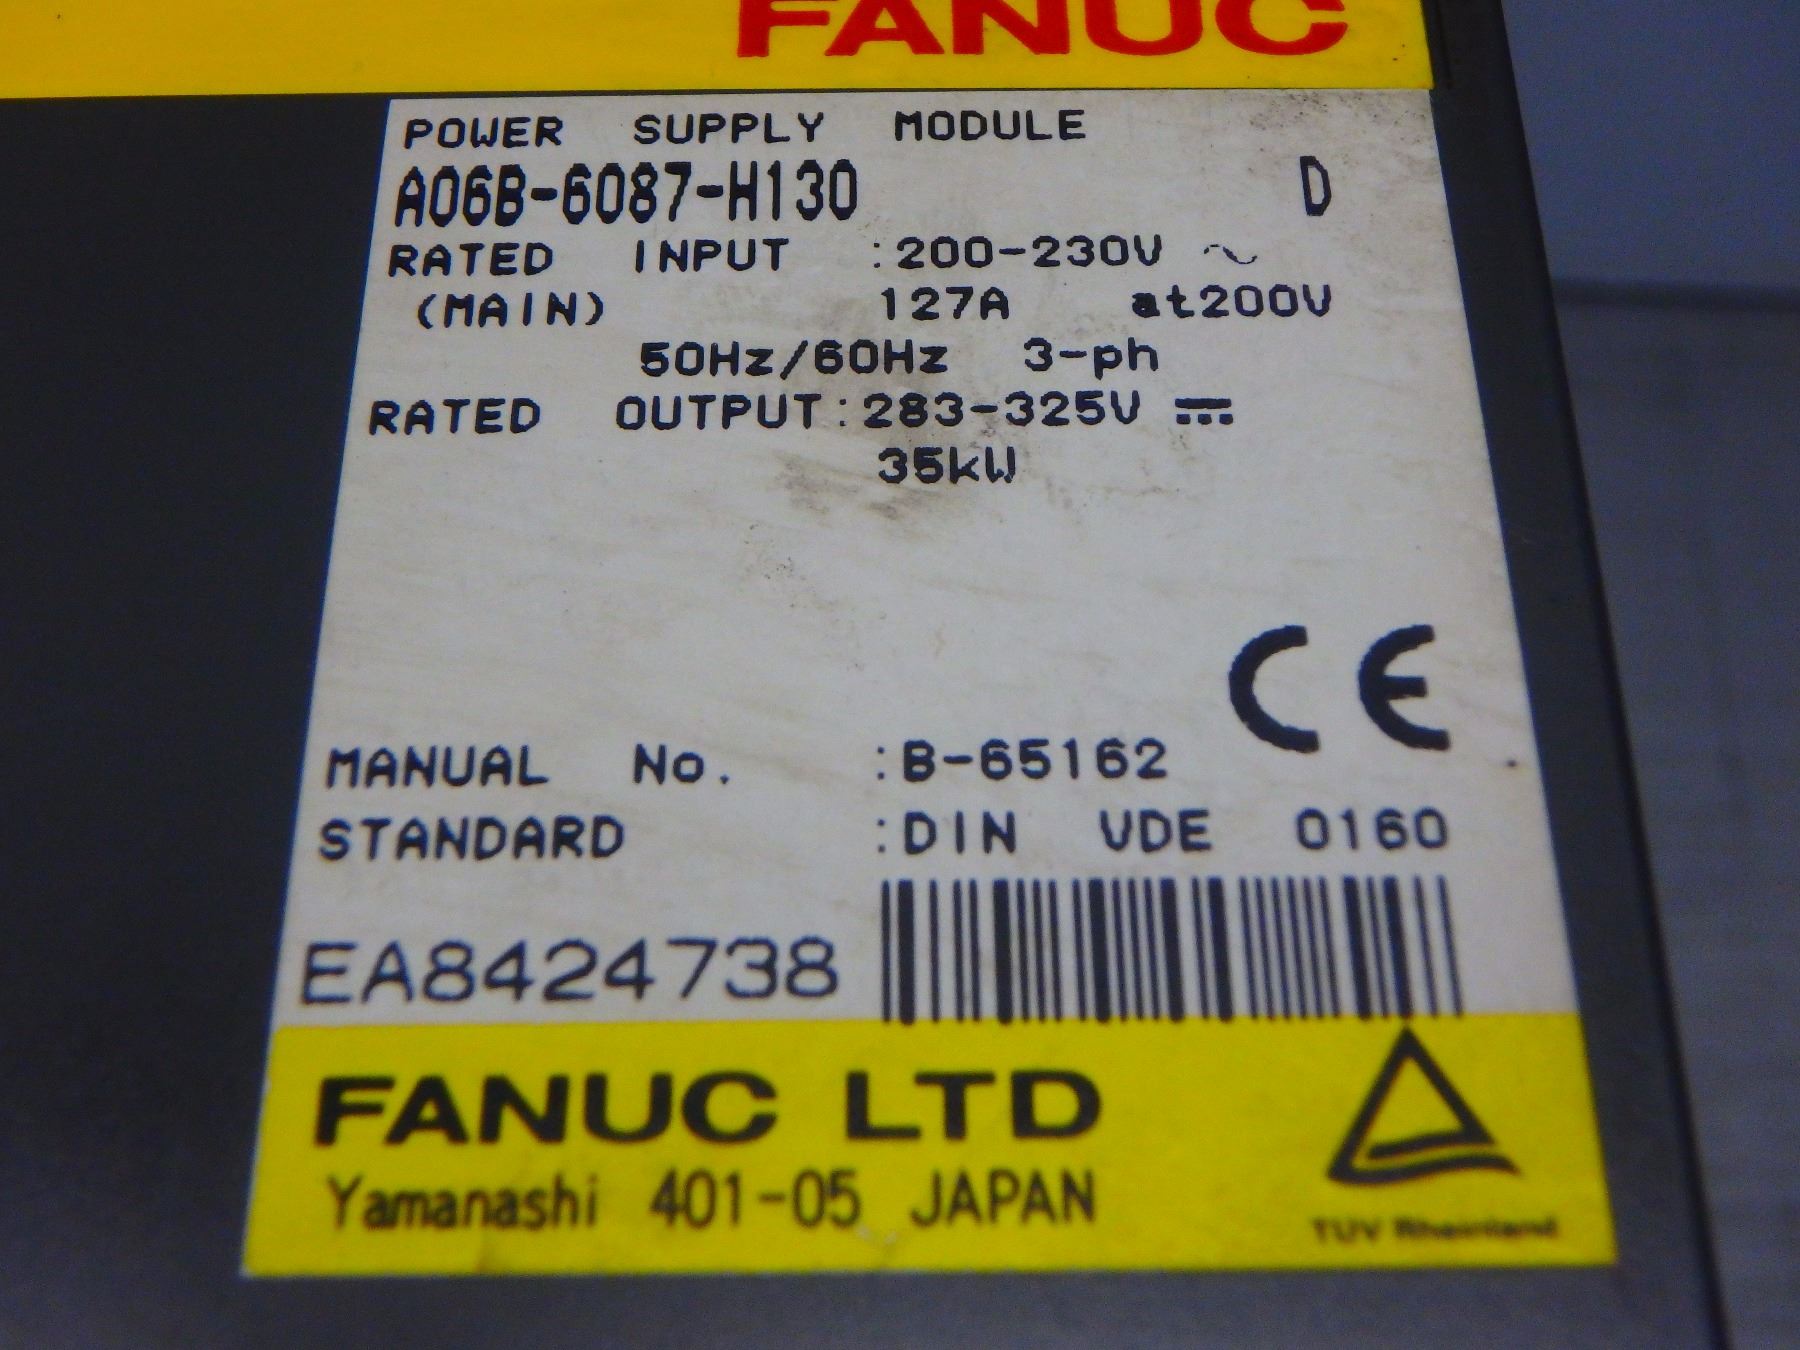 FANUC
POWER SUPPLY MODULE
A06B-6087-H130 D
RATED INPUT :200-230V ~
(MAIN) 127A at200V
50Hz/60Hz 3-ph
RATED OUTPUT:283-325V ⎓
35kW
CE
MANUAL No. :B-65162
STANDARD :DIN VDE 0160
EA8424738
FANUC LTD
Yamanashi 401-05 JAPAN
TUV Rheinland